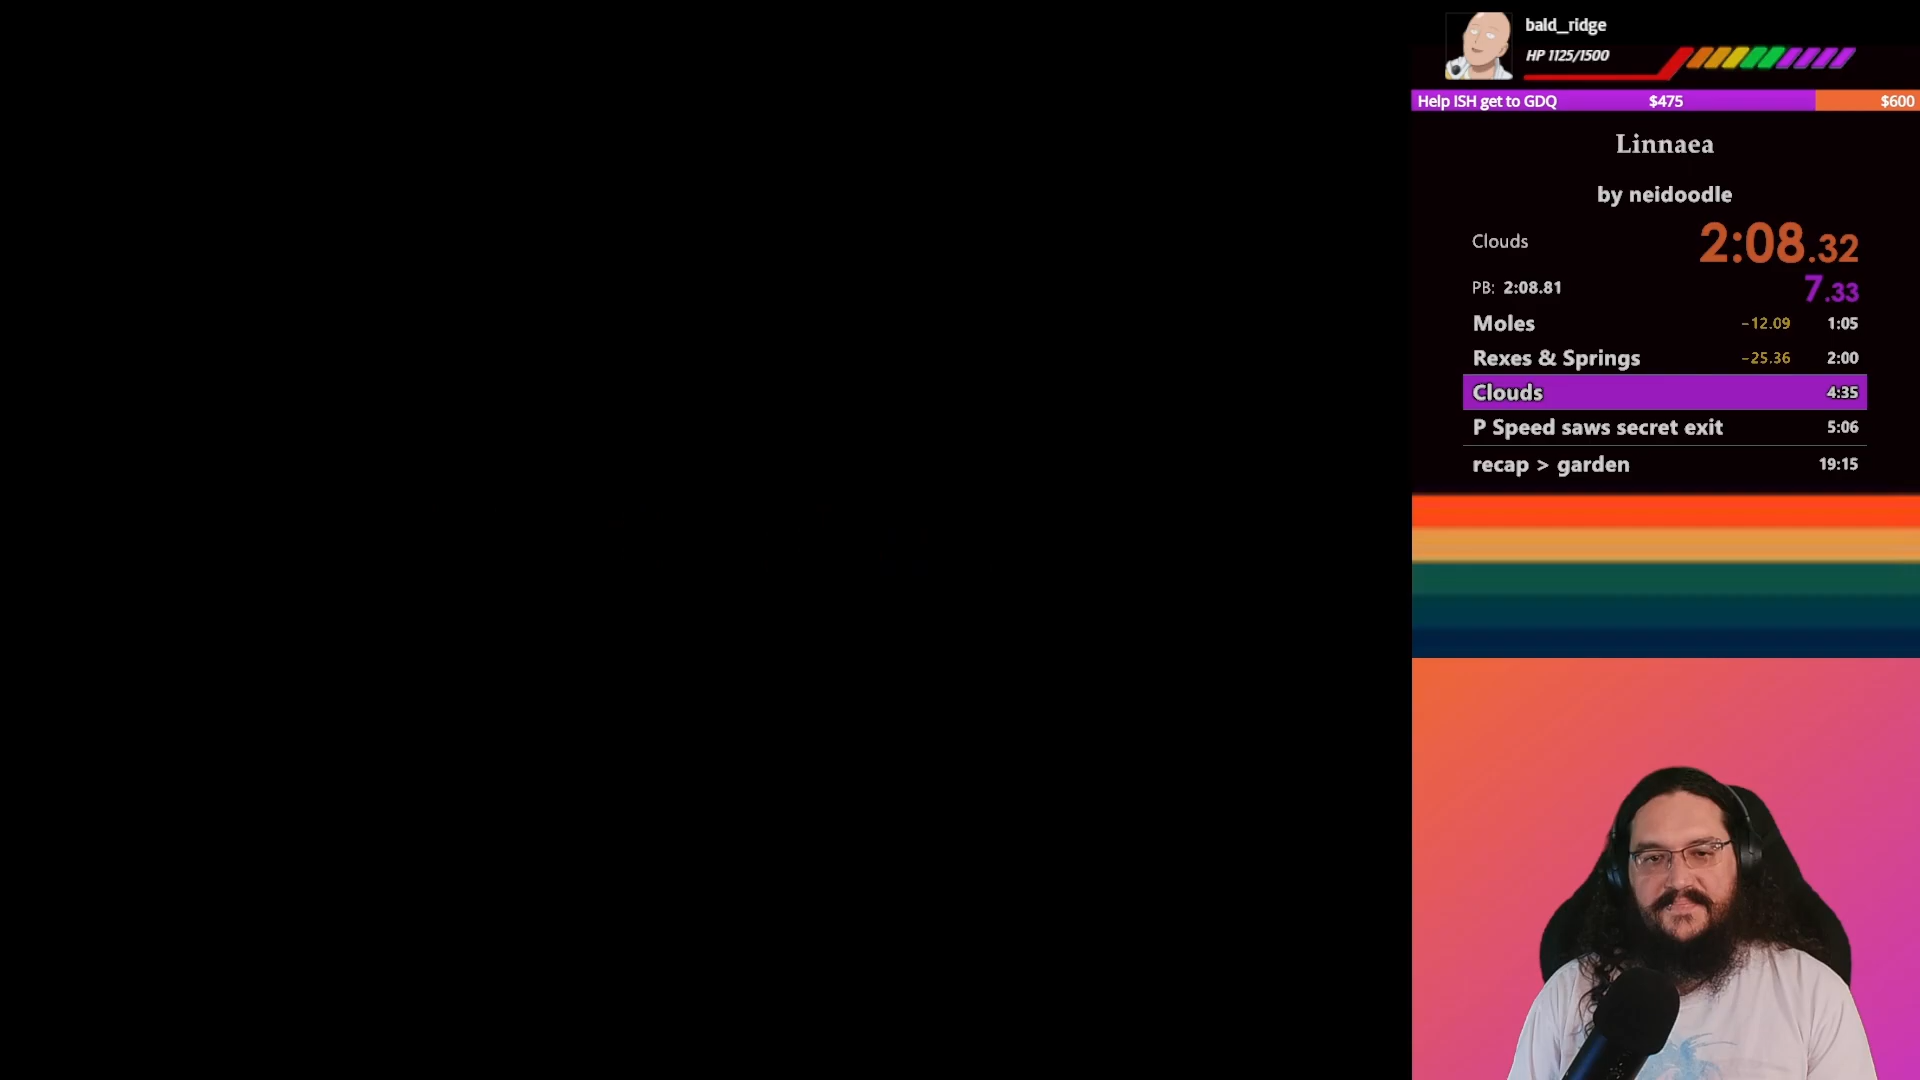 bald_ridge
HP 1125/1500
Help ISH get to GDQ $475 $600
Linnaea
by neidoodle
Clouds 2:08.32
PB: 2:08.81 7.33
Moles -12.09 1:05
Rexes & Springs -25.36 2:00
Clouds 4:35
P Speed saws secret exit 5:06
recap > garden 19:15